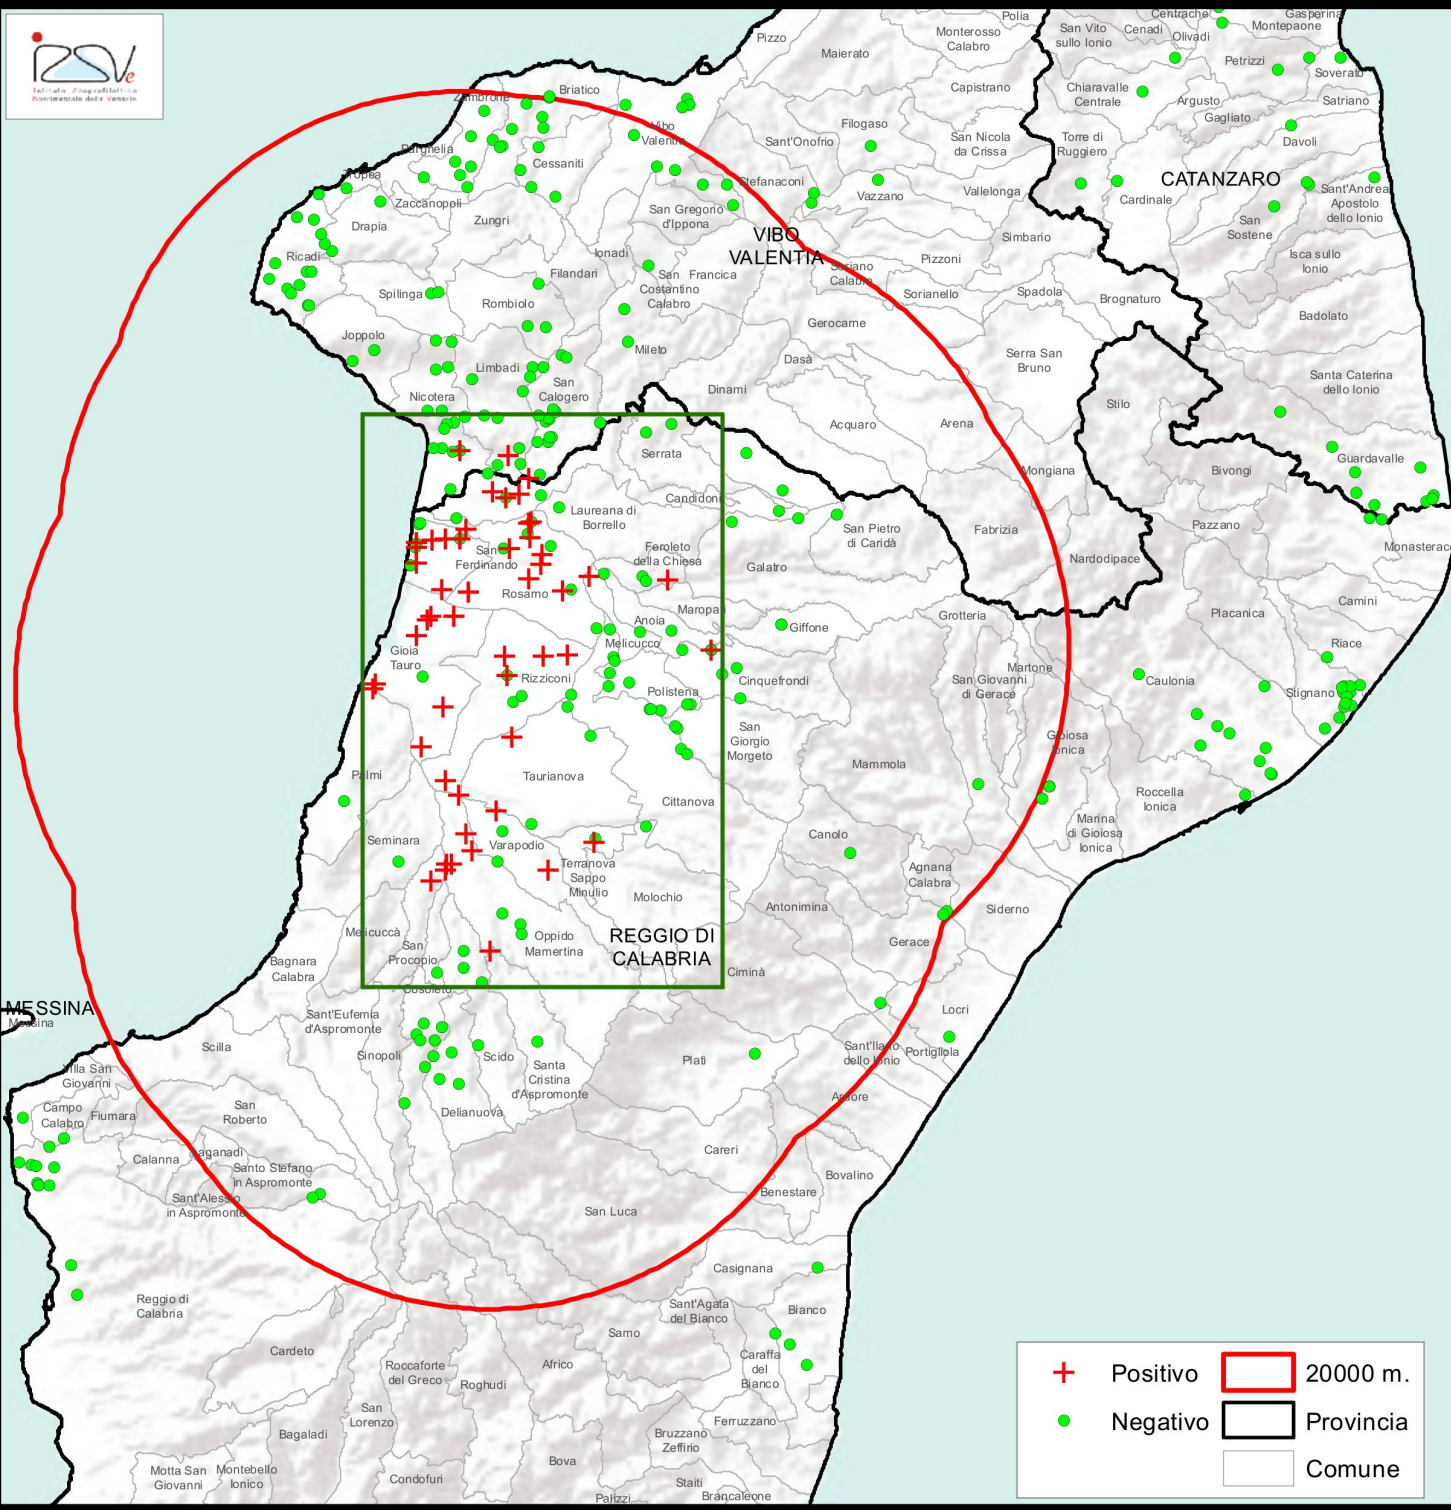 IZSVe
Istituto Zooprofilattico
Sperimentale delle Venezie
Polia
Centrache
Gasperina
Pizzo
Maierato
Monterosso
Calabro
San Vito
sullo Ionio
Cenadi
Olivadi
Montepaone
Petrizzi
Soverato
Zambrone
Briatico
Capistrano
Chiaravalle
Centrale
Argusto
Gagliato
Satriano
Parghelia
Vibo
Valentia
Sant'Onofrio
Filogaso
San Nicola
da Crissa
Torre di
Ruggiero
Davoli
Tropea
Cessaniti
Stefanaconi
Vazzano
Vallelonga
CATANZARO
Cardinale
Sant'Andrea
Apostolo
dello Ionio
Zaccanopoli
Drapia
Zungri
San Gregorio
d'Ippona
VIBO
VALENTIA
Simbario
San
Sostene
Ricadi
Ionadi
Filandari
San
Costantino
Calabro
Francica
Soriano
Calabro
Pizzoni
Isca sullo
Ionio
Spilinga
Rombiolo
Sorianello
Spadola
Brognaturo
Badolato
Joppolo
Mileto
Gerocarne
Limbadi
San
Calogero
Dasà
Serra San
Bruno
Santa Caterina
dello Ionio
Nicotera
Dinami
Stilo
Acquaro
Arena
Serrata
Mongiana
Bivongi
Guardavalle
Candidoni
Laureana di
Borrello
San Pietro
di Caridà
Fabrizia
Pazzano
Nardodipace
Monasterace
San
Ferdinando
Feroleto
della Chiesa
Galatro
Rosarno
Maropati
Grotteria
Placanica
Camini
Anoia
Giffone
Melicucco
Riace
Gioia
Tauro
Rizziconi
Polistena
Cinquefrondi
San Giovanni
di Gerace
Martone
Caulonia
Stignano
San
Giorgio
Morgeto
Gioiosa
Ionica
Palmi
Taurianova
Mammola
Cittanova
Roccella
Ionica
Seminara
Varapodio
Canolo
Marina
di Gioiosa
Ionica
Terranova
Sappo
Minulio
Molochio
Agnana
Calabra
Antonimina
Siderno
Melicuccà
San
Procopio
Oppido
Mamertina
REGGIO DI
CALABRIA
Gerace
Bagnara
Calabra
Ciminà
Cosoleto
MESSINA
Messina
Sant'Eufemia
d'Aspromonte
Locri
Scilla
Sinopoli
Scido
Santa
Cristina
d'Aspromonte
Platì
Sant'Ilario
dello Ionio
Portigliola
Villa San
Giovanni
Campo
Calabro
Fiumara
San
Roberto
Delianuova
Ardore
Calanna
Laganadi
Santo Stefano
in Aspromonte
Careri
Bovalino
Sant'Alessio
in Aspromonte
Benestare
San Luca
Casignana
Reggio di
Calabria
Sant'Agata
del Bianco
Bianco
Samo
Cardeto
Roccaforte
del Greco
Roghudi
Africo
Caraffa
del
Bianco
San
Lorenzo
Ferruzzano
Bagaladi
Bruzzano
Zeffirio
Motta San
Giovanni
Montebello
Ionico
Condofuri
Bova
Staiti
Palizzi
Brancaleone
Positivo
20000 m.
Negativo
Provincia
Comune